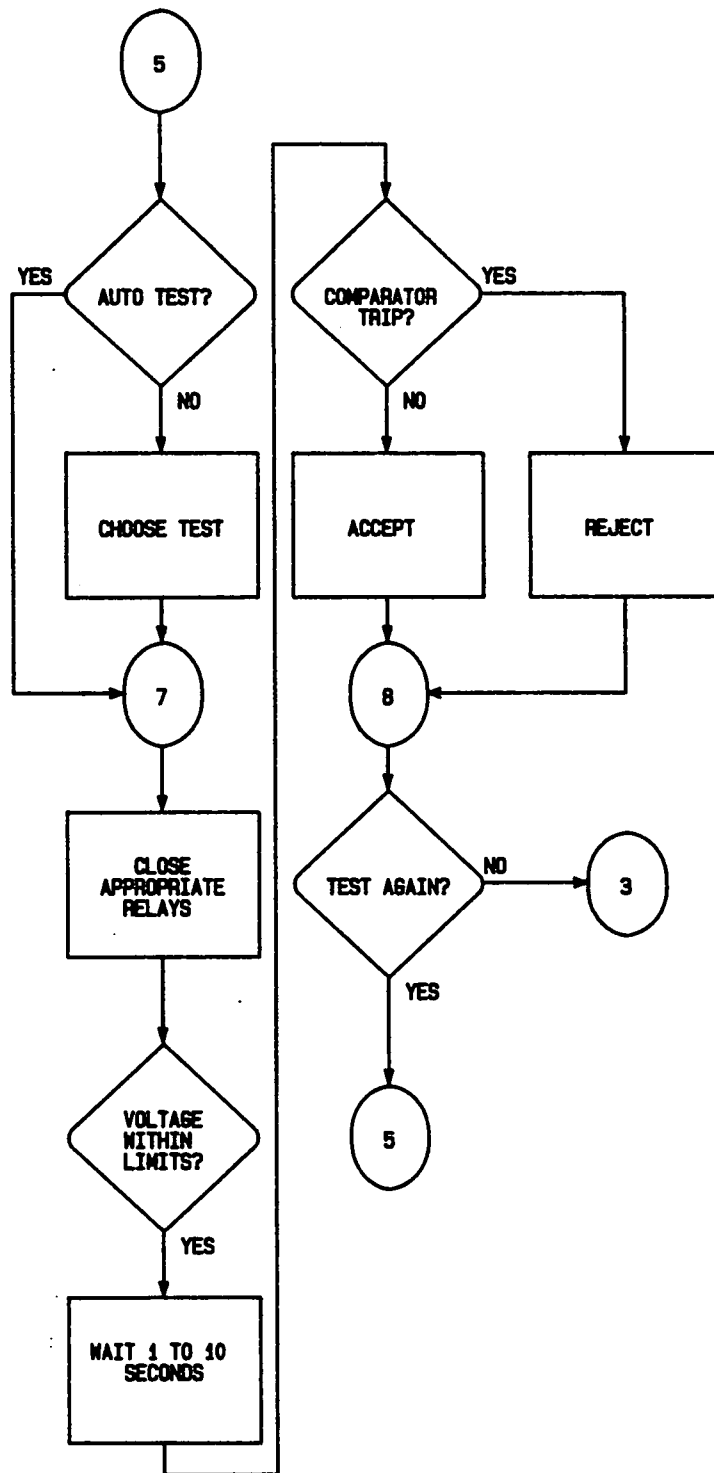 5
YES
AUTO TEST?
NO
CHOOSE TEST
7
CLOSE
APPROPRIATE
RELAYS
VOLTAGE
WITHIN
LIMITS?
YES
WAIT 1 TO 10
SECONDS
COMPARATOR
TRIP?
YES
NO
ACCEPT
REJECT
8
TEST AGAIN?
NO
3
YES
5